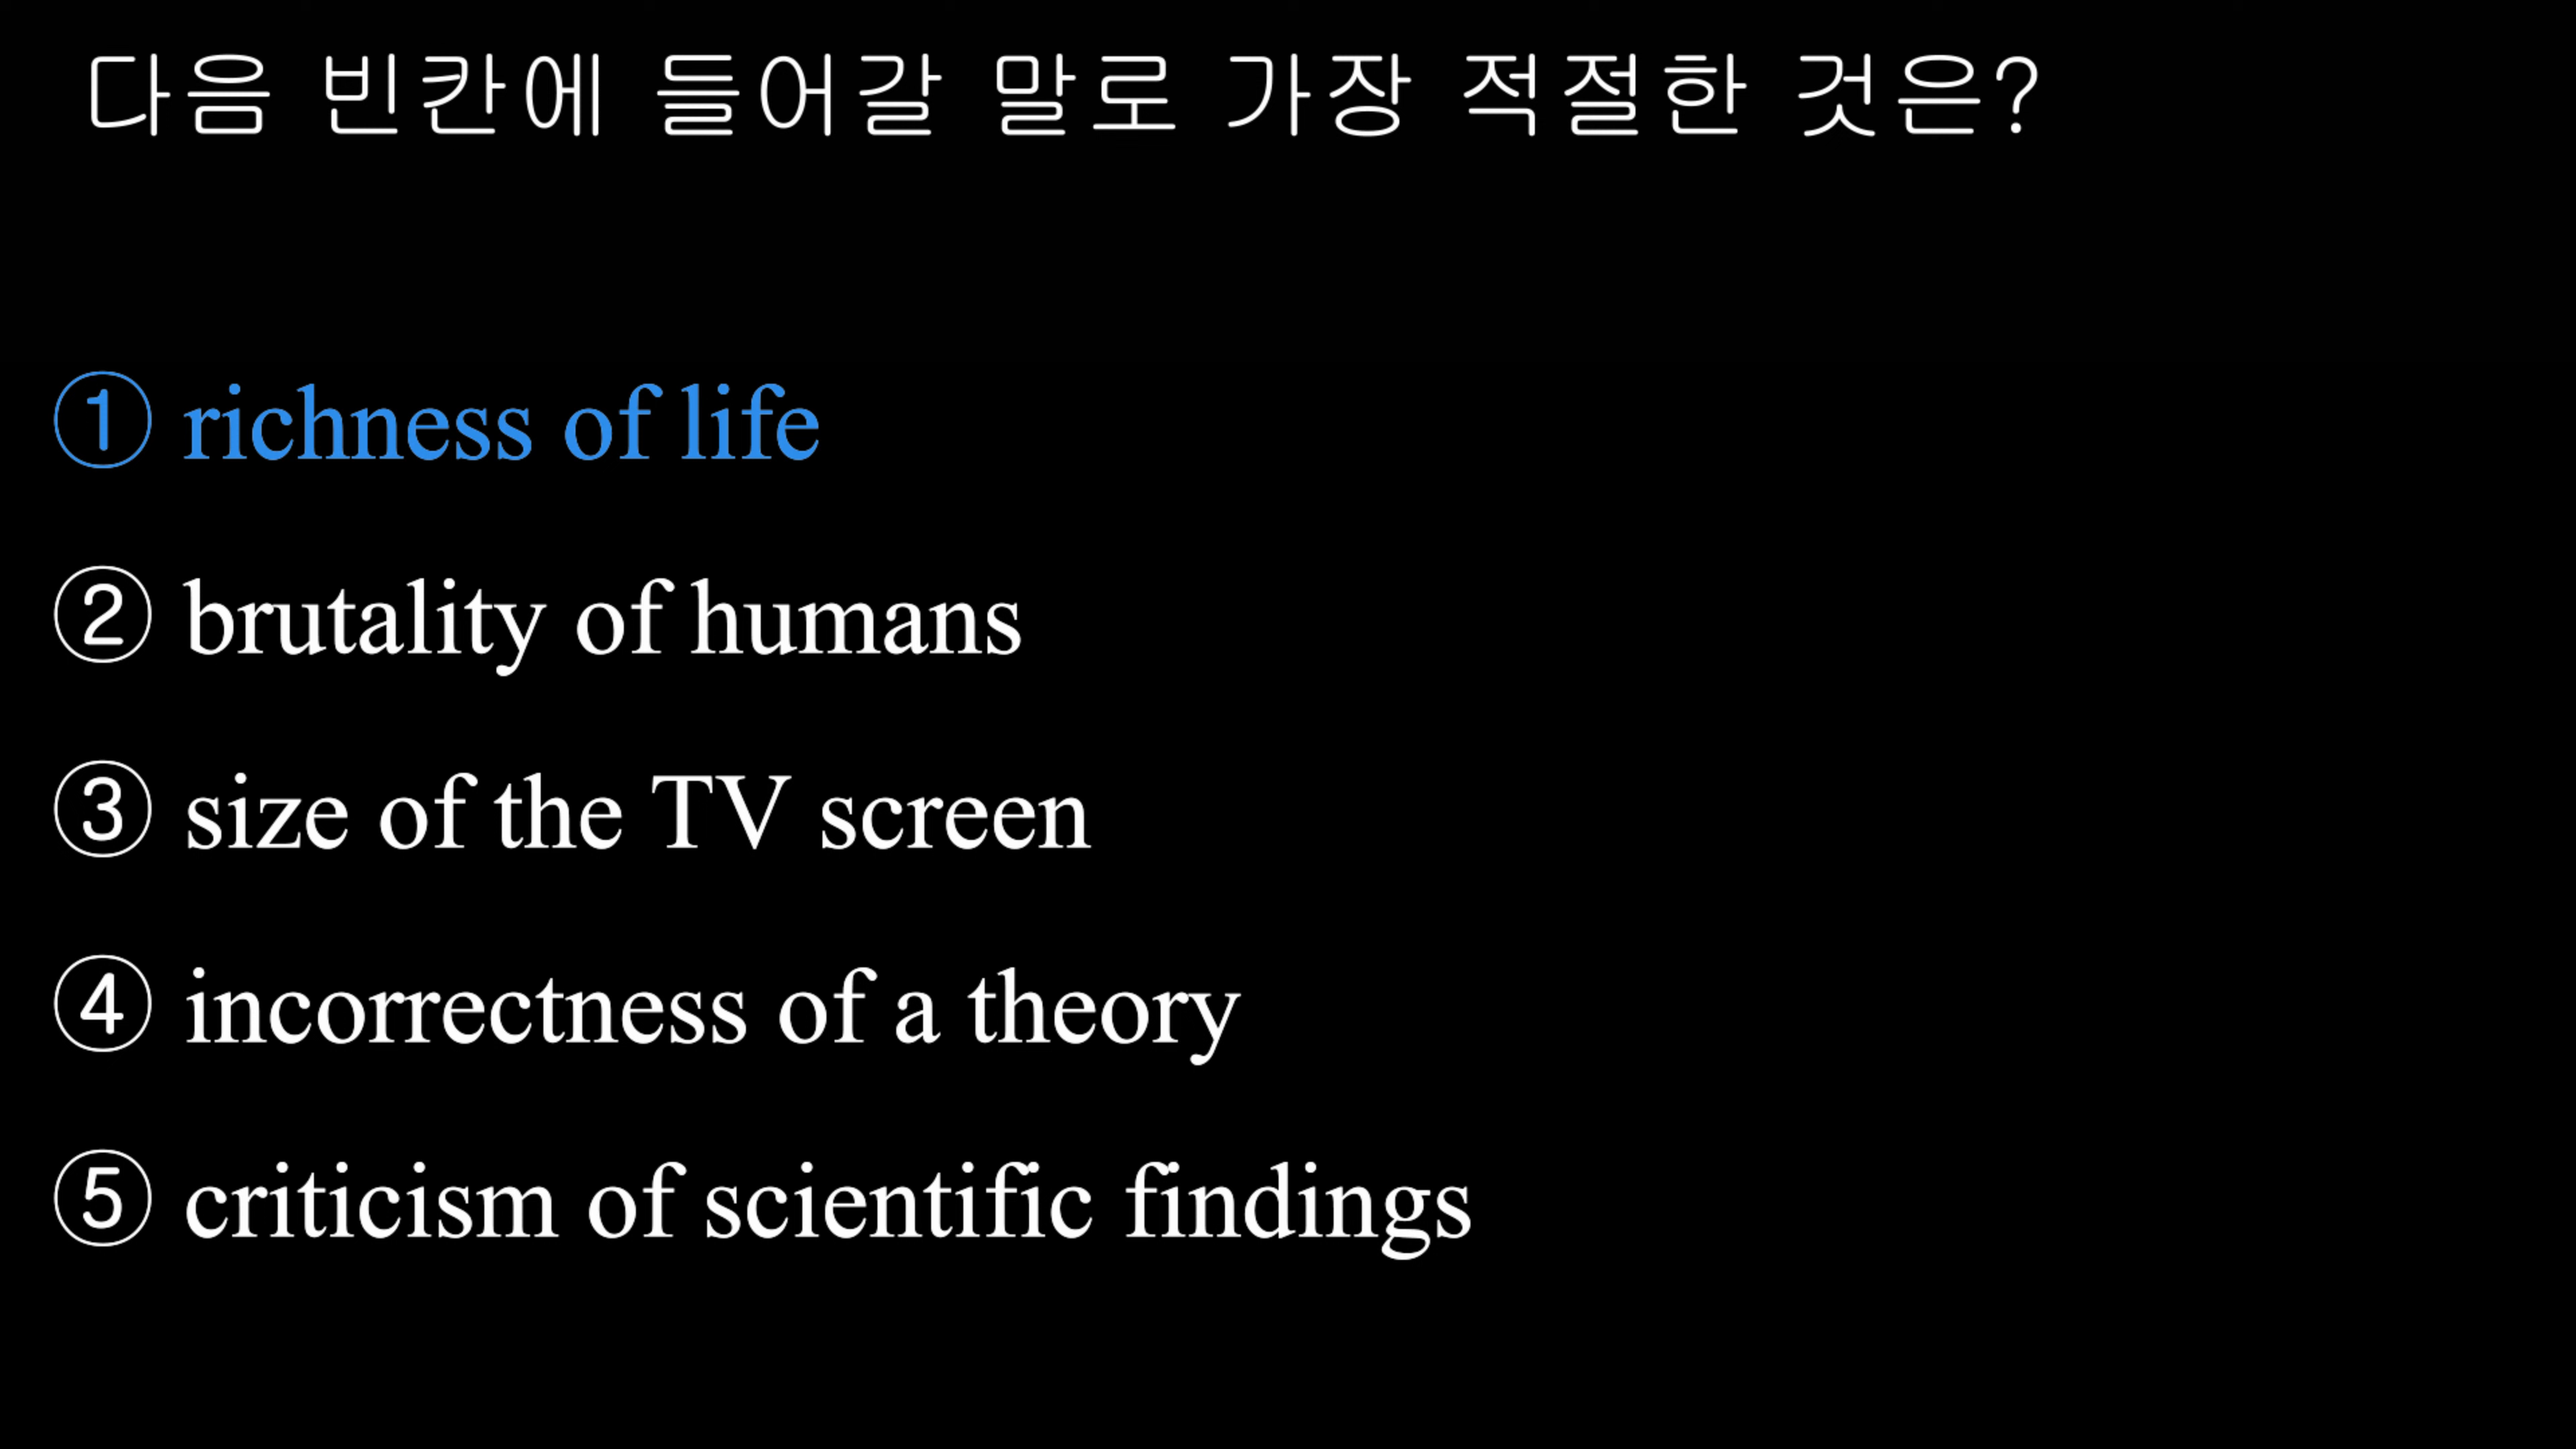 다음 빈칸에 들어갈 말로 가장 적절한 것은?
① richness of life
② brutality of humans
③ size of the TV screen
④ incorrectness of a theory
⑤ criticism of scientific findings